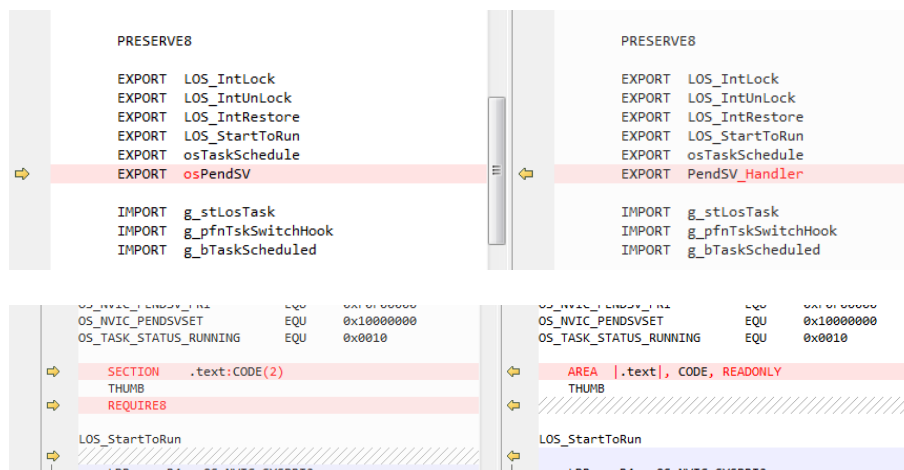 PRESERVE8
EXPORT LOS_IntLock
EXPORT LOS_IntUnLock
EXPORT LOS_IntRestore
EXPORT LOS_StartToRun
EXPORT osTaskSchedule
EXPORT osPendSV
IMPORT g_stLosTask
IMPORT g_pfnTskSwitchHook
IMPORT g_bTaskScheduled
PRESERVE8
EXPORT LOS_IntLock
EXPORT LOS_IntUnLock
EXPORT LOS_IntRestore
EXPORT LOS_StartToRun
EXPORT osTaskSchedule
EXPORT PendSV_Handler
IMPORT g_stLosTask
IMPORT g_pfnTskSwitchHook
IMPORT g_bTaskScheduled
OS_NVIC_PENDSVSET EQU 0x10000000
OS_TASK_STATUS_RUNNING EQU 0x0010
SECTION .text:CODE(2)
THUMB
REQUIRE8
LOS_StartToRun
OS_NVIC_PENDSVSET EQU 0x10000000
OS_TASK_STATUS_RUNNING EQU 0x0010
AREA |.text|, CODE, READONLY
THUMB
LOS_StartToRun